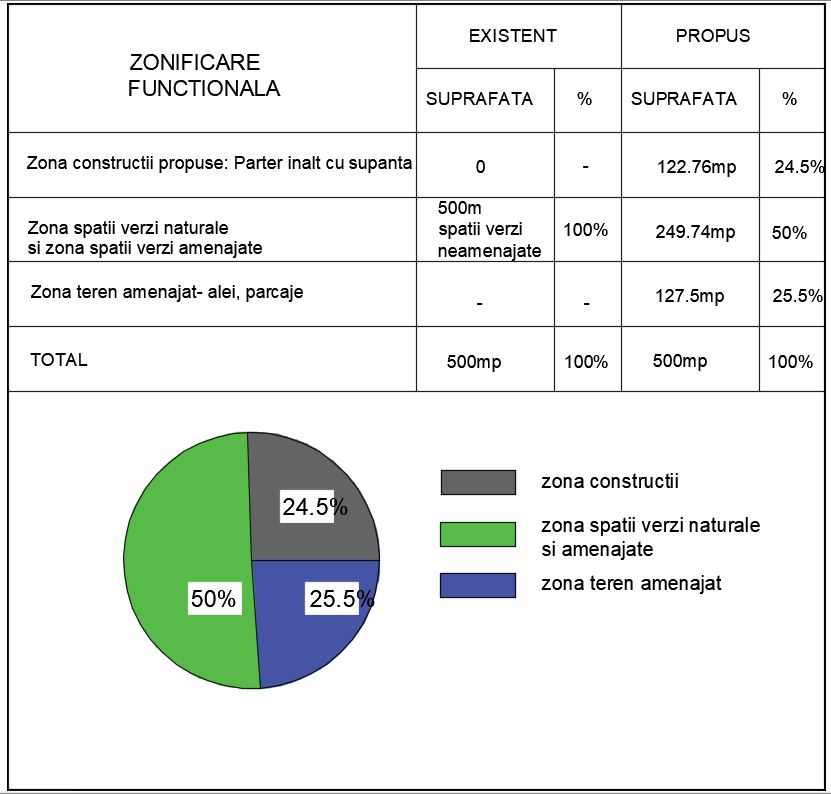 ZONIFICARE
FUNCTIONALA
EXISTENT
PROPUS
SUPRAFATA
%
SUPRAFATA
%
Zona constructii propuse: Parter inalt cu supanta
0
-
122.76mp
24.5%
Zona spatii verzi naturale
si zona spatii verzi amenajate
500m
spatii verzi
neamenajate
100%
249.74mp
50%
Zona teren amenajat- alei, parcaje
-
-
127.5mp
25.5%
TOTAL
500mp
100%
500mp
100%
24.5%
50%
25.5%
zona constructii
zona spatii verzi naturale
si amenajate
zona teren amenajat